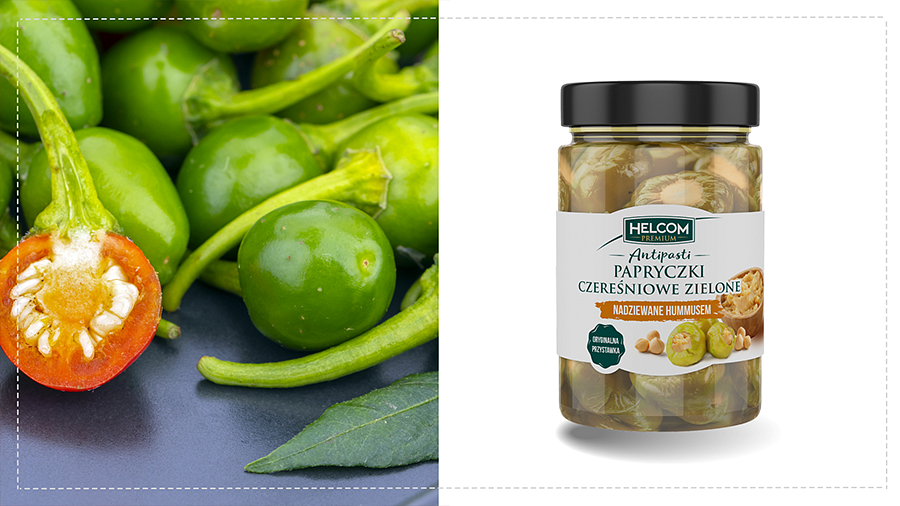 HELCOM
PREMIUM
Antipasti
PAPRYCZKI
CZEREŚNIOWE ZIELONE
NADZIEWANE HUMMUSEM
ORYGINALNA
PRZYSTAWKA